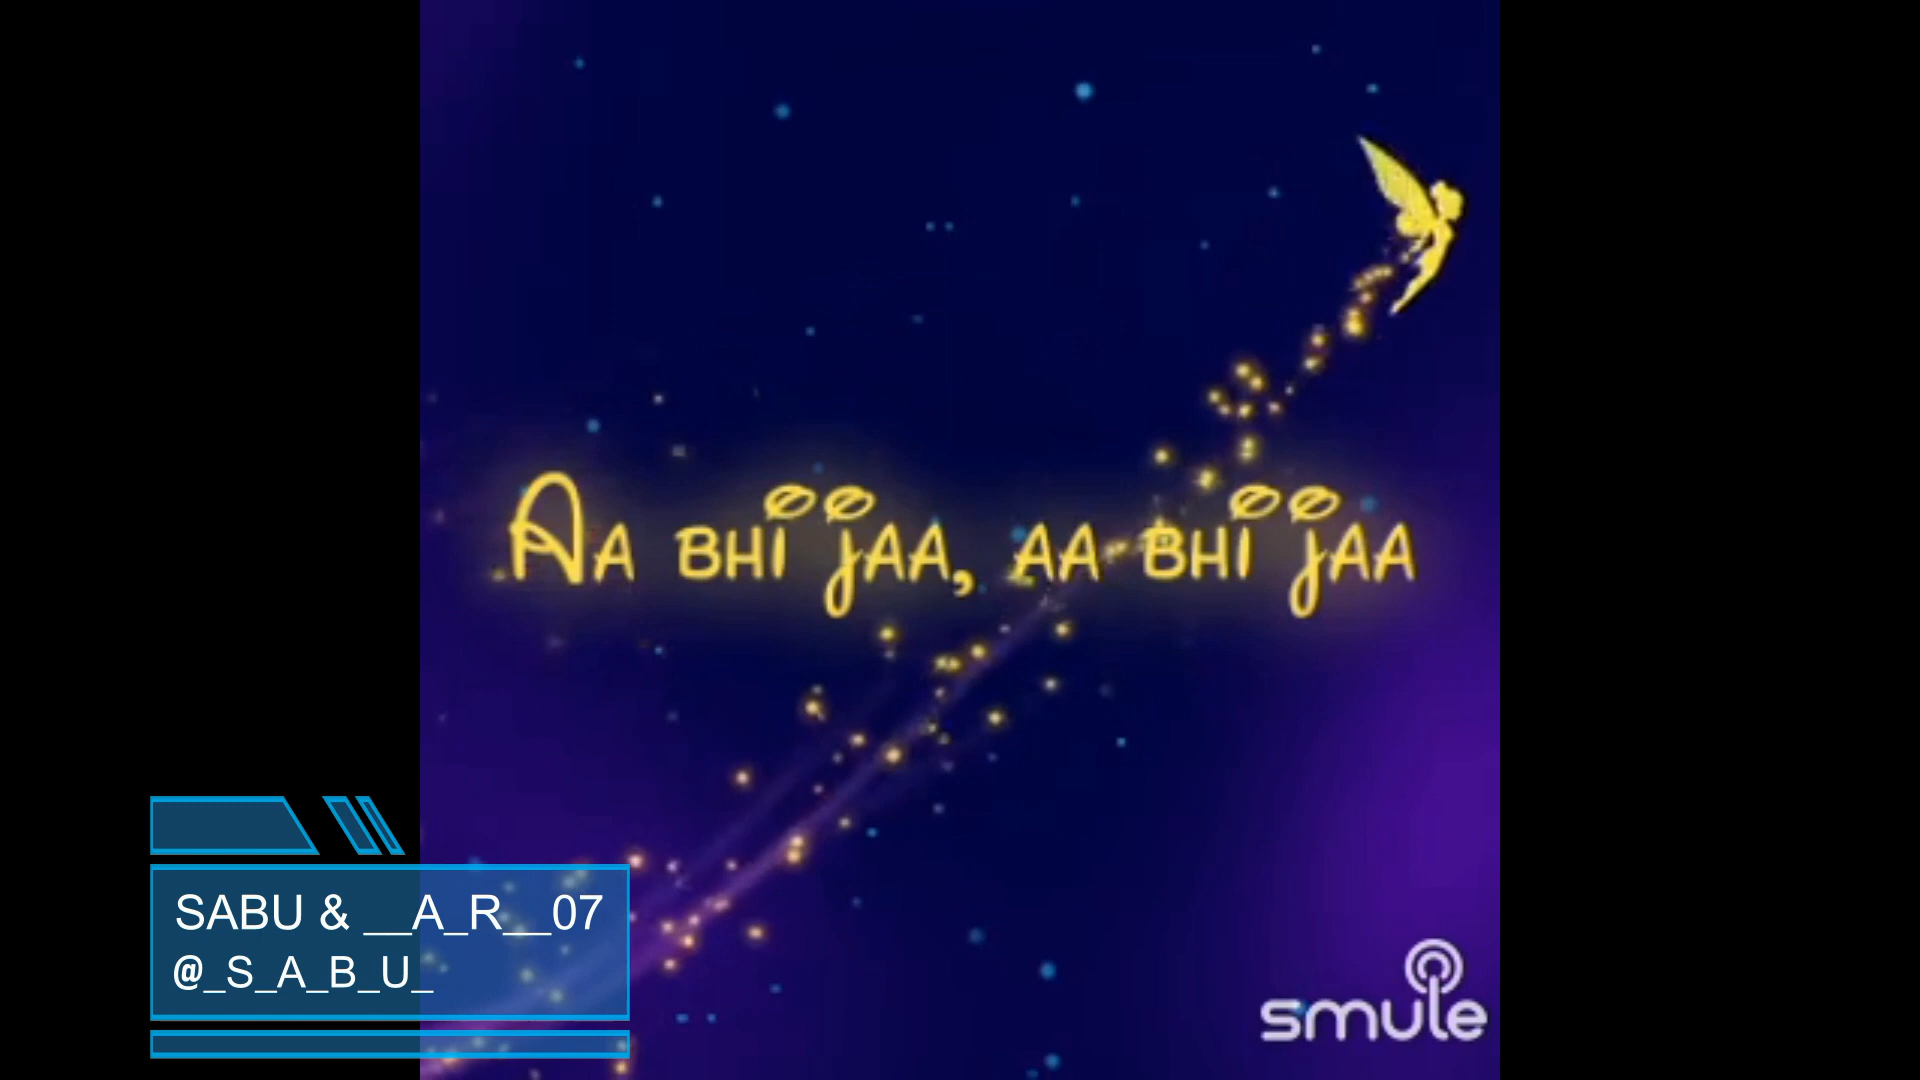 Aa bhi jaa, aa bhi jaa
SABU & __A_R__07
@_S_A_B_U_
smule